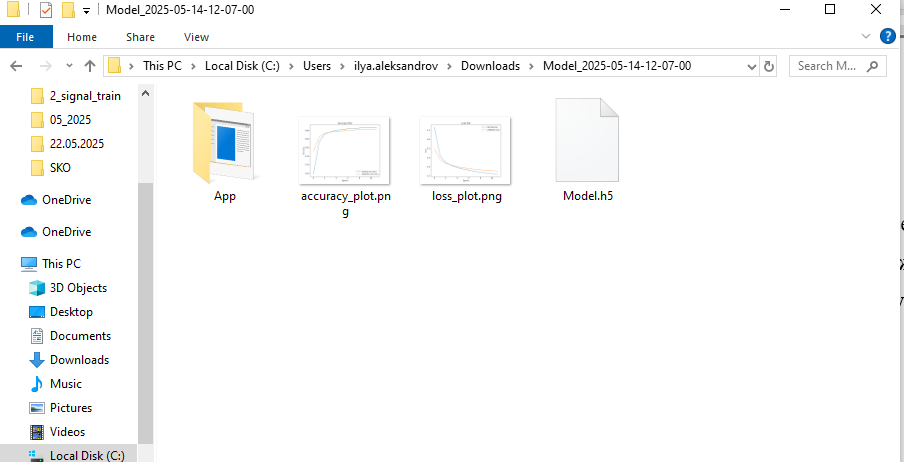 Model_2025-05-14-12-07-00
File Home Share View
This PC Local Disk (C:) Users ilya.aleksandrov Downloads Model_2025-05-14-12-07-00
Search M...
2_signal_train
05_2025
22.05.2025
SKO
OneDrive
OneDrive
This PC
3D Objects
Desktop
Documents
Downloads
Music
Pictures
Videos
Local Disk (C:)
App
accuracy_plot.pn
g
loss_plot.png
Model.h5